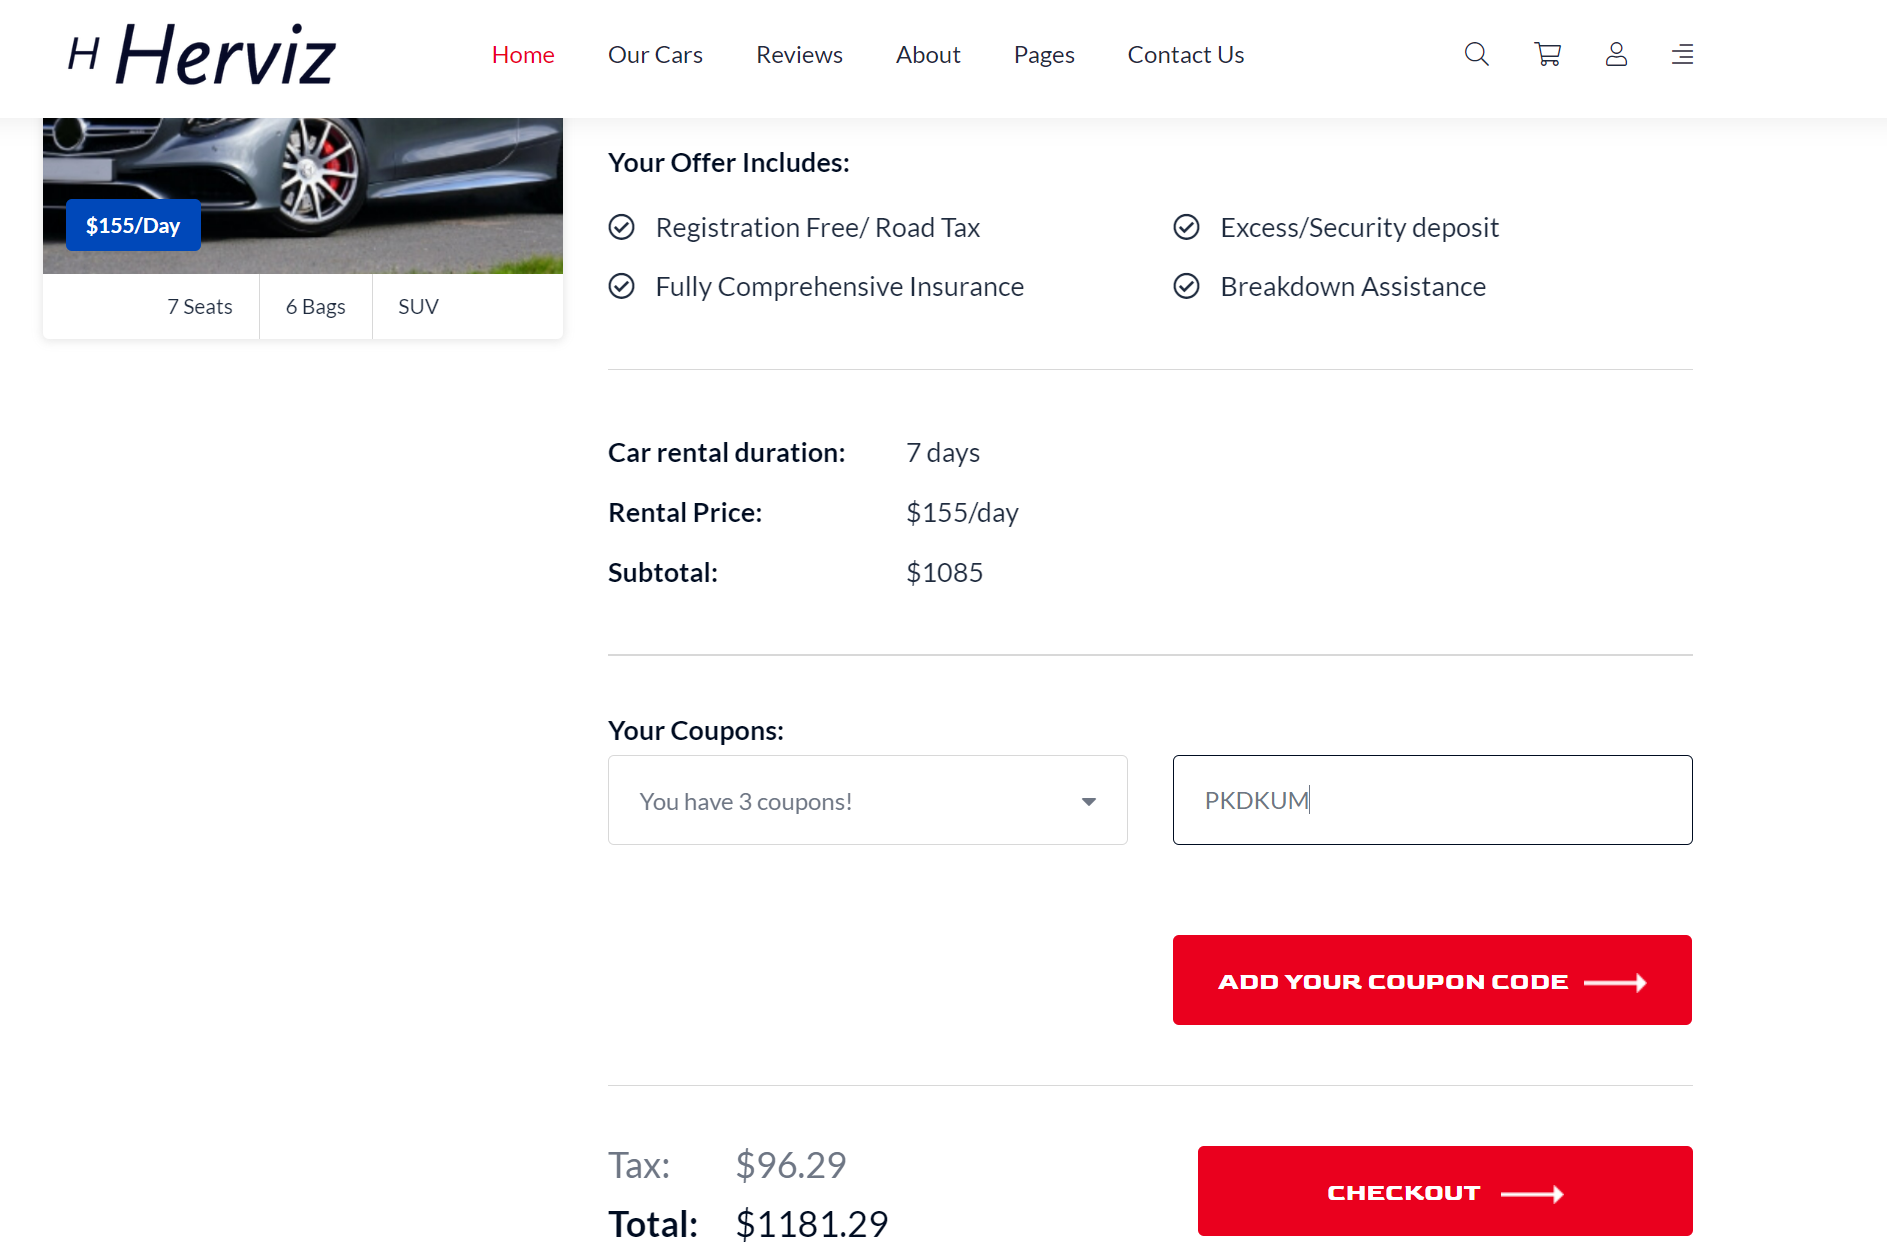 H Herviz
Home Our Cars Reviews About Pages Contact Us
$155/Day
7 Seats 6 Bags SUV
Your Offer Includes:
Registration Free/ Road Tax Excess/Security deposit
Fully Comprehensive Insurance Breakdown Assistance
Car rental duration: 7 days
Rental Price: $155/day
Subtotal: $1085
Your Coupons:
You have 3 coupons! PKDKUM
ADD YOUR COUPON CODE
Tax: $96.29
CHECKOUT
Total: $1181.29